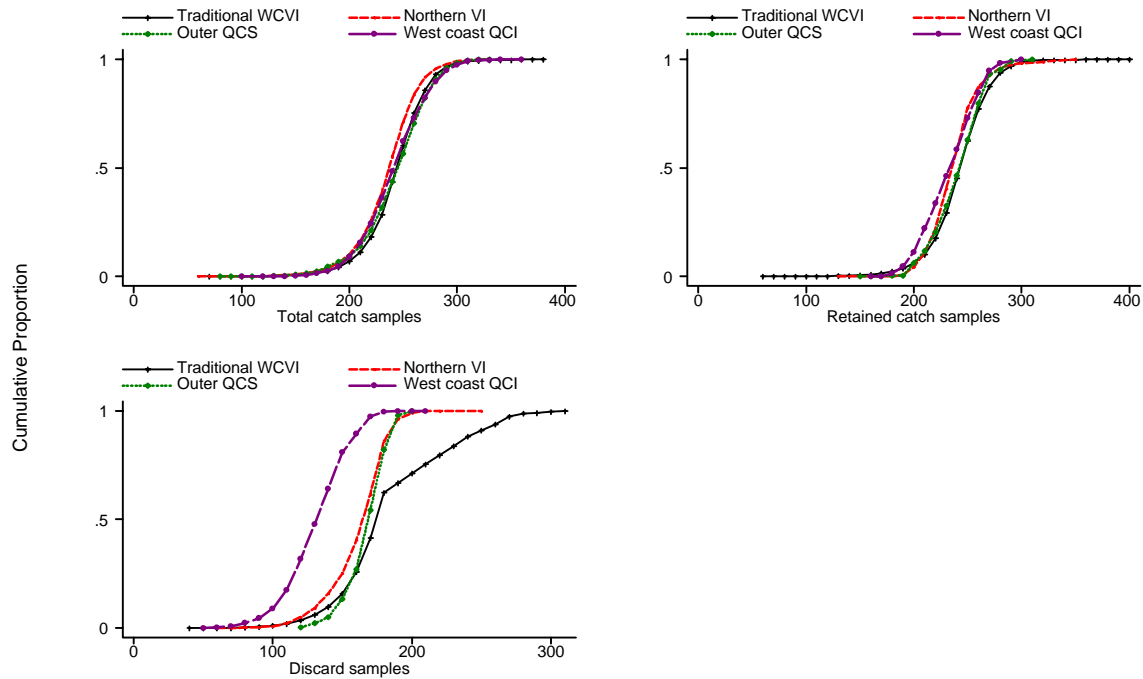 Traditional WCVI Northern VI
Outer QCS West coast QCI
1
.5
0
0 100 200 300 400
Total catch samples
Traditional WCVI Northern VI
Outer QCS West coast QCI
1
.5
0
0 100 200 300 400
Retained catch samples
Cumulative Proportion
Traditional WCVI Northern VI
Outer QCS West coast QCI
1
.5
0
0 100 200 300
Discard samples